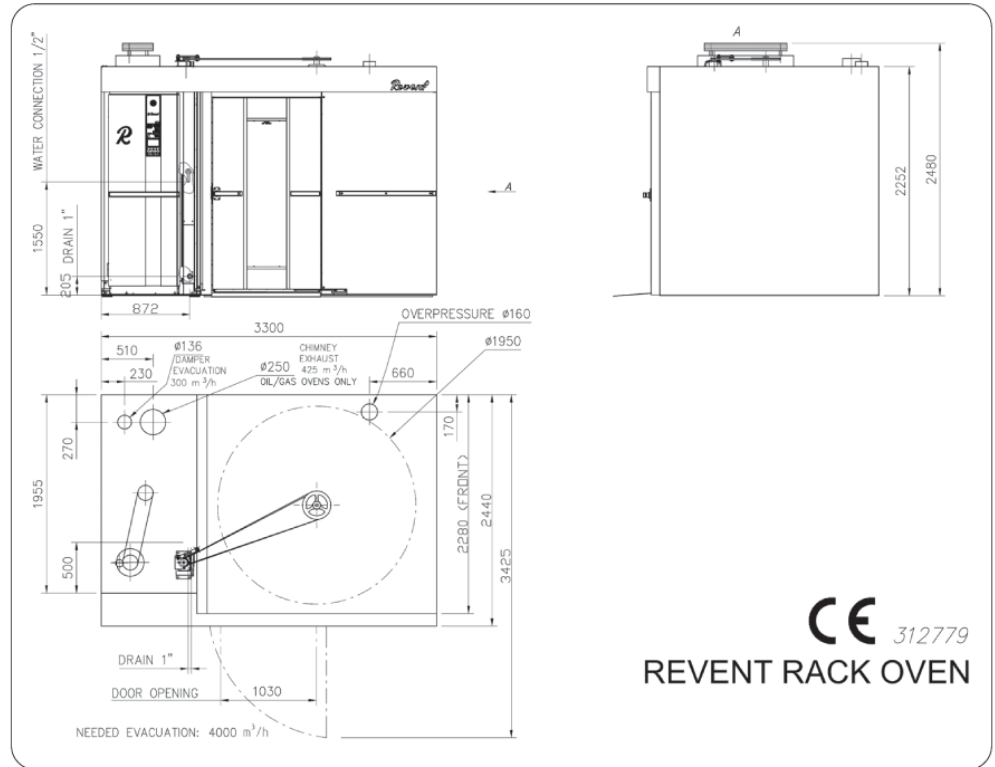 A
WATER CONNECTION 1/2"
Revent
R
A
1550
205 DRAIN 1"
2252
2480
872
OVERPRESSURE ø160
3300
ø1950
510
ø136
DAMPER
EVACUATION
300 m³/h
CHIMNEY
EXHAUST
425 m³/h
ø250
OIL/GAS OVENS ONLY
230
660
270
170
1955
2280 (FRONT)
2440
3425
500
DRAIN 1"
DOOR OPENING
1030
NEEDED EVACUATION: 4000 m³/h
CE 312779
REVENT RACK OVEN